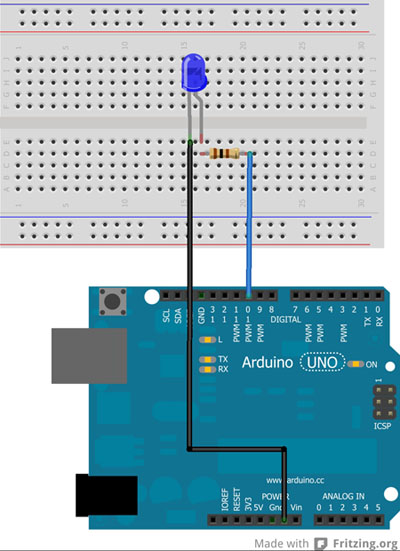 1 5 10 15 20 25 30
J
I
H
G
F
E
D
C
B
A
1 5 10 15 20 25 30
SCL
SDA
GND
13
12
PWM 11
PWM 10
PWM 9
8
7
PWM 6
PWM 5
4
PWM 3
2
TX 1
RX 0
DIGITAL
L
TX
RX
Arduino UNO
ON
1
ICSP
www.arduino.cc
POWER
ANALOG IN
IOREF
RESET
3V3
5V
Gnd
Vin
0 1 2 3 4 5
Made with Fritzing.org